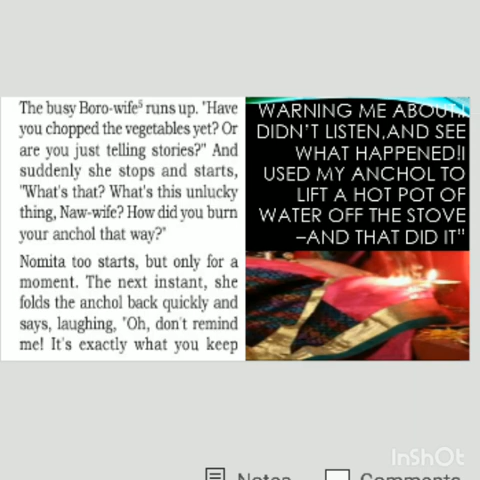 The busy Boro-wife⁵ runs up. "Have
you chopped the vegetables yet? Or
are you just telling stories?" And
suddenly she stops and starts,
"What's that? What's this unlucky
thing, Naw-wife? How did you burn
your anchol that way?"
Nomita too starts, but only for a
moment. The next instant, she
folds the anchol back quickly and
says, laughing, "Oh, don't remind
me! It's exactly what you keep
WARNING ME ABOUT.I
DIDN'T LISTEN,AND SEE
WHAT HAPPENED!I
USED MY ANCHOL TO
LIFT A HOT POT OF
WATER OFF THE STOVE
–AND THAT DID IT"
InShOt
Notes
Comments